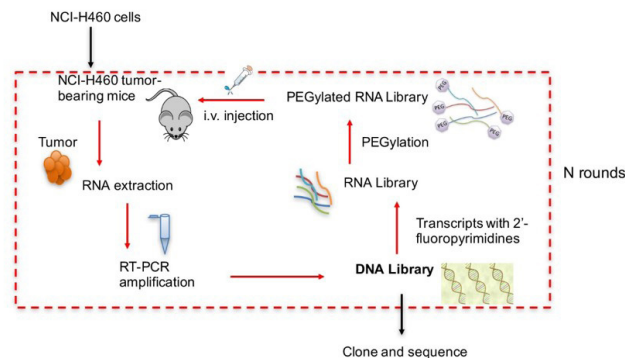 NCI-H460 cells
NCI-H460 tumor-
bearing mice
i.v. injection
PEGylated RNA Library
PEG
PEG
PEG
PEG
PEG
Tumor
PEGylation
RNA extraction
RNA Library
N rounds
Transcripts with 2'-
fluoropyrimidines
RT-PCR
amplification
DNA Library
Clone and sequence